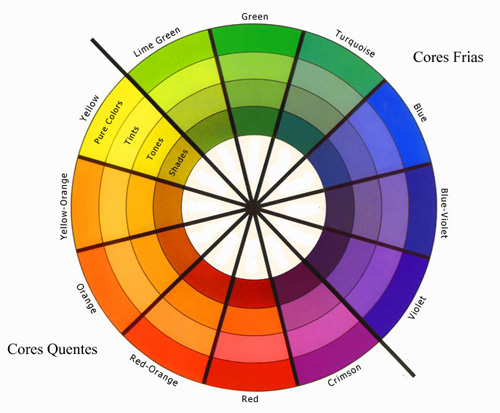 Green
Turquoise
Cores Frias
Blue
Blue-Violet
Violet
Crimson
Red
Red-Orange
Cores Quentes
Orange
Yellow-Orange
Yellow
Lime Green
Pure Colors
Tints
Tones
Shades